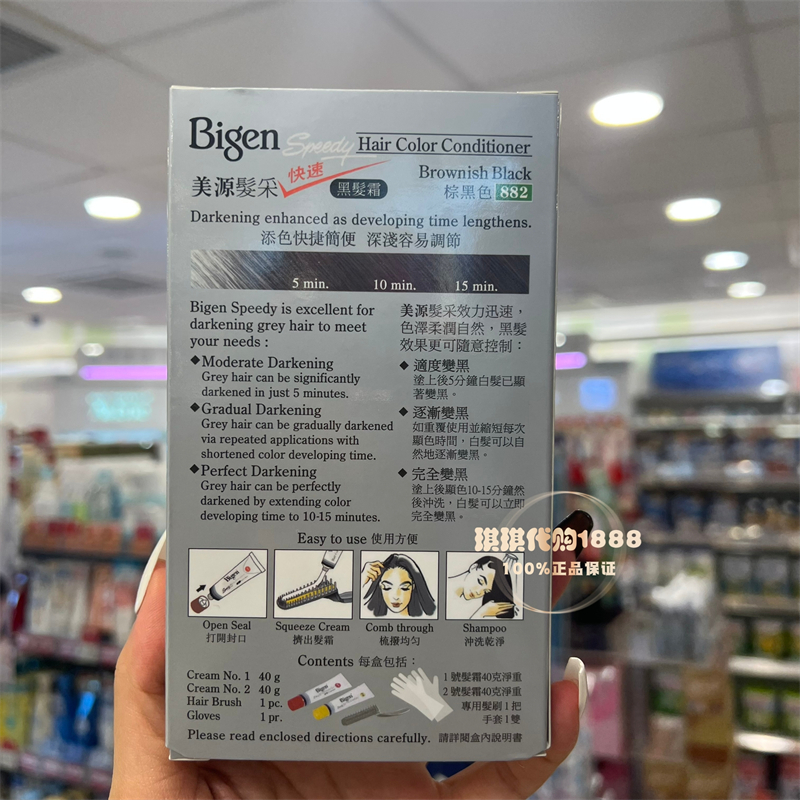 Bigen Speedy Hair Color Conditioner
美源髮采 快速 黑髮霜
Brownish Black
棕黑色 882
Darkening enhanced as developing time lengthens.
添色快捷簡便 深淺容易調節
5 min. 10 min. 15 min.
Bigen Speedy is excellent for
darkening grey hair to meet
your needs :
◆Moderate Darkening
Grey hair can be significantly
darkened in just 5 minutes.
◆Gradual Darkening
Grey hair can be gradually darkened
via repeated applications with
shortened color developing time.
◆Perfect Darkening
Grey hair can be perfectly
darkened by extending color
developing time to 10-15 minutes.
美源髮采效力迅速，
色澤柔潤自然，黑髮
效果更可隨意控制：
◆ 適度變黑
塗上後5分鐘白髮已顯
著變黑。
◆ 逐漸變黑
如重覆使用並縮短每次
顯色時間，白髮可以自
然地逐漸變黑。
◆ 完全變黑
塗上後顯色10-15分鐘然
後沖洗，白髮可以立即
完全變黑。
琪琪代购1888
100%正品保证
Easy to use 使用方便
Bigen
Open Seal
打開封口
Squeeze Cream
擠出髮霜
Comb through
梳撥均勻
Shampoo
沖洗乾淨
Contents 每盒包括：
Cream No. 1 40 g
Cream No. 2 40 g
Hair Brush 1 pc.
Gloves 1 pr.
Bigen
Bigen
1 號髮霜40克淨重
2 號髮霜40克淨重
專用髮刷1把
手套1雙
Please read enclosed directions carefully. 請詳閱盒內說明書